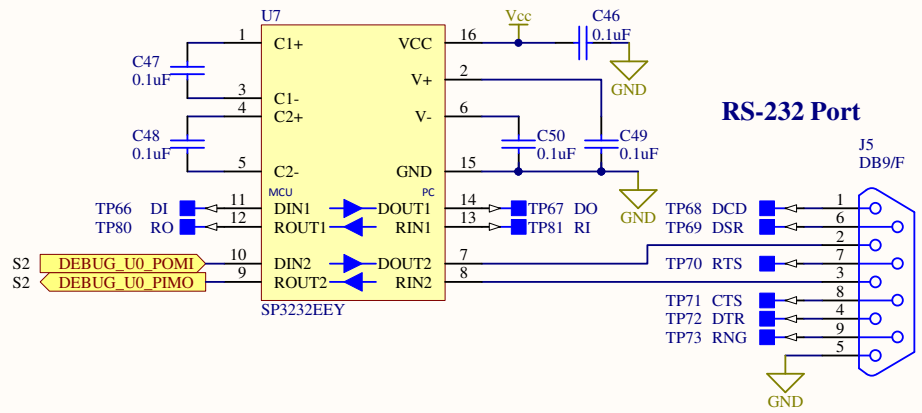 U7
Vcc
C46
0.1uF
GND
1 C1+ VCC 16
C47
0.1uF
V+ 2
3 C1-
4 C2+ V- 6
C48
0.1uF
C50
0.1uF
C49
0.1uF
5 C2- GND 15
GND
MCU PC
TP66 DI 11 DIN1 DOUT1 14 TP67 DO
TP80 RO 12 ROUT1 RIN1 13 TP81 RI
S2 DEBUG_U0_POMI 10 DIN2 DOUT2 7
S2 DEBUG_U0_PIMO 9 ROUT2 RIN2 8
SP3232EEY
RS-232 Port
J5
DB9/F
TP68 DCD 1
TP69 DSR 6
2
TP70 RTS 7
3
TP71 CTS 8
TP72 DTR 4
TP73 RNG 9
5
GND